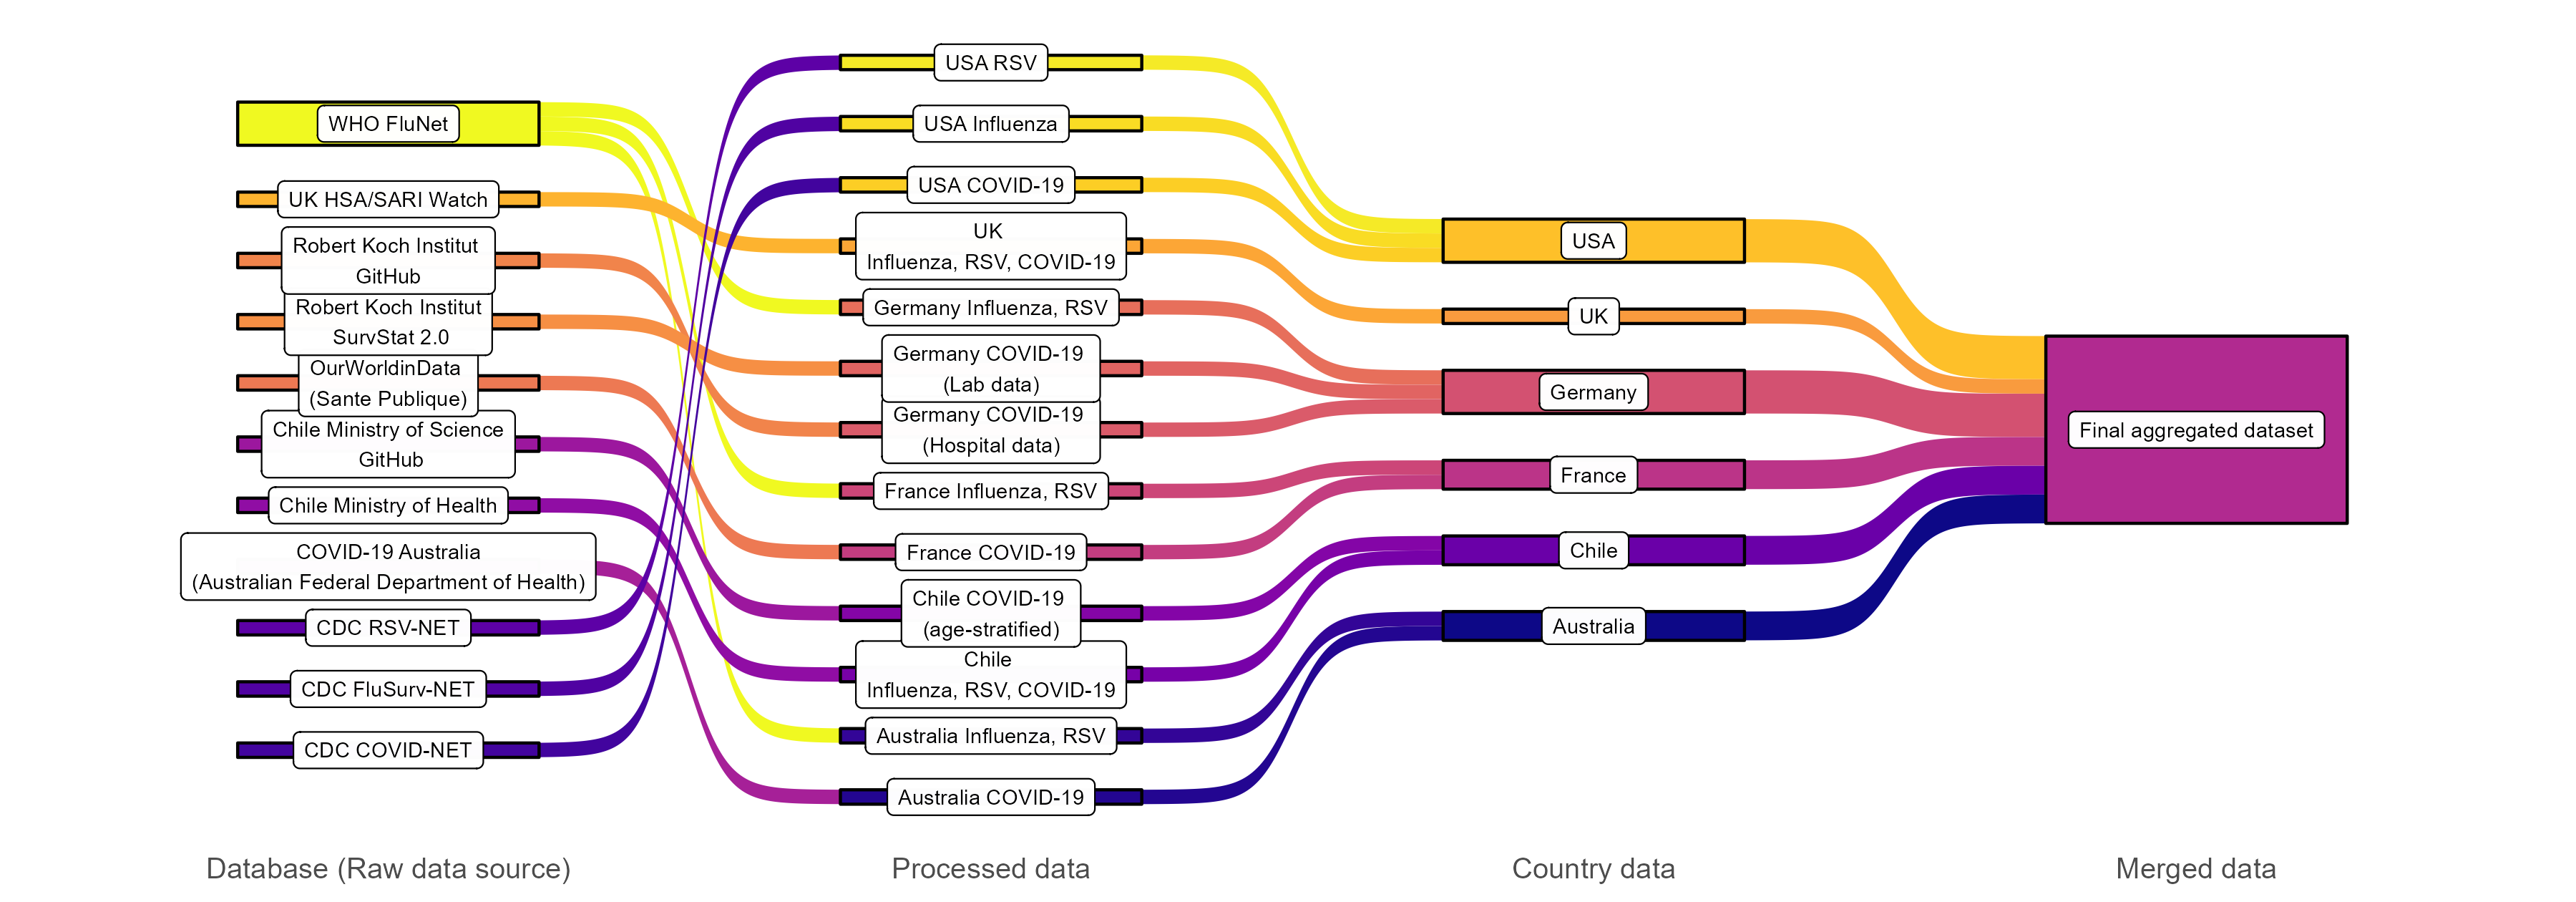 WHO FluNet
UK HSA/SARI Watch
Robert Koch Institut
GitHub
Robert Koch Institut
SurvStat 2.0
OurWorldinData
(Sante Publique)
Chile Ministry of Science
GitHub
Chile Ministry of Health
COVID-19 Australia
(Australian Federal Department of Health)
CDC RSV-NET
CDC FluSurv-NET
CDC COVID-NET
Database (Raw data source)
USA RSV
USA Influenza
USA COVID-19
UK
Influenza, RSV, COVID-19
Germany Influenza, RSV
Germany COVID-19
(Lab data)
Germany COVID-19
(Hospital data)
France Influenza, RSV
France COVID-19
Chile COVID-19
(age-stratified)
Chile
Influenza, RSV, COVID-19
Australia Influenza, RSV
Australia COVID-19
Processed data
USA
UK
Germany
France
Chile
Australia
Country data
Final aggregated dataset
Merged data